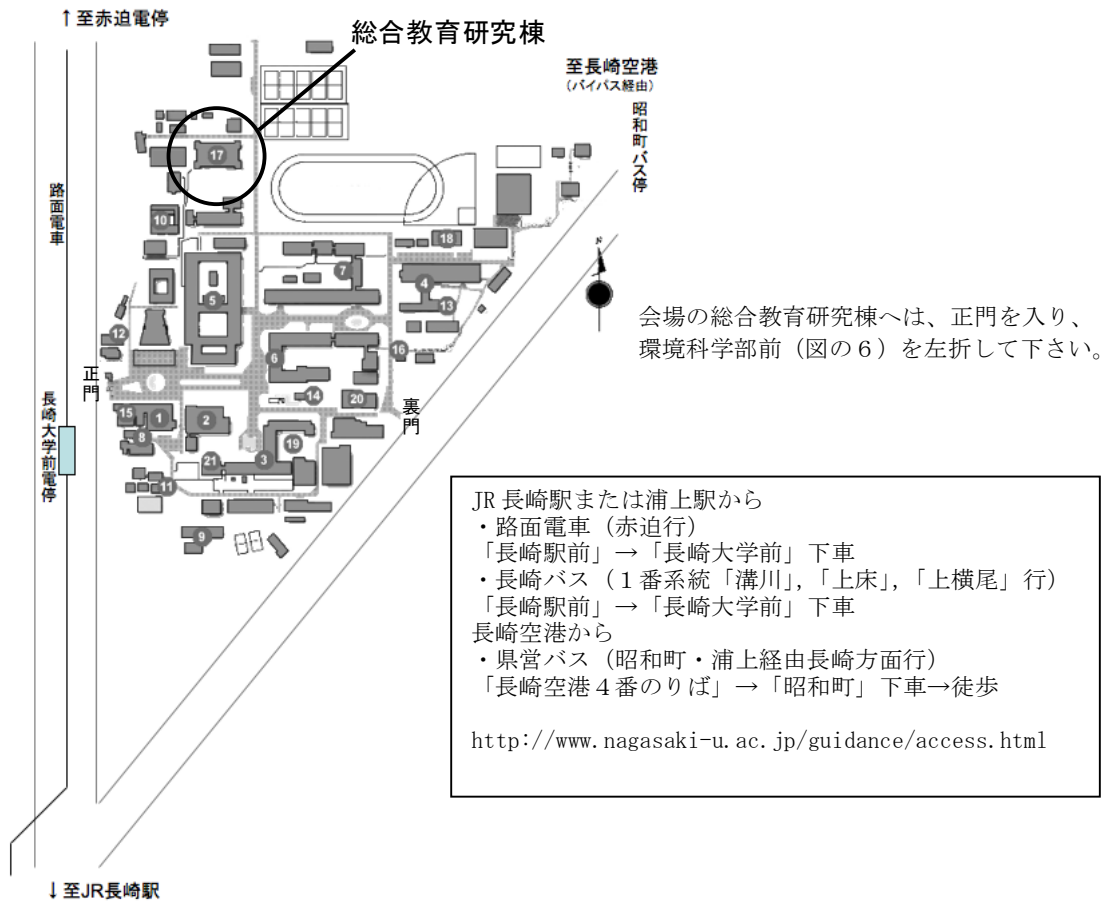 ↑至赤迫電停
総合教育研究棟
至長崎空港
(バイパス経由)
昭和町バス停
17
路面電車
10
18
7
4
5
13
N
会場の総合教育研究棟へは、正門を入り、
環境科学部前（図の６）を左折して下さい。
12
6
16
正門
14
20
長崎大学前電停
15
1
2
裏門
8
19
21
3
11
9
JR長崎駅または浦上駅から
・路面電車（赤迫行）
「長崎駅前」→「長崎大学前」下車
・長崎バス（１番系統「溝川」,「上床」,「上横尾」行）
「長崎駅前」→「長崎大学前」下車
長崎空港から
・県営バス（昭和町・浦上経由長崎方面行）
「長崎空港４番のりば」→「昭和町」下車→徒歩
http://www.nagasaki-u.ac.jp/guidance/access.html
↓至JR長崎駅